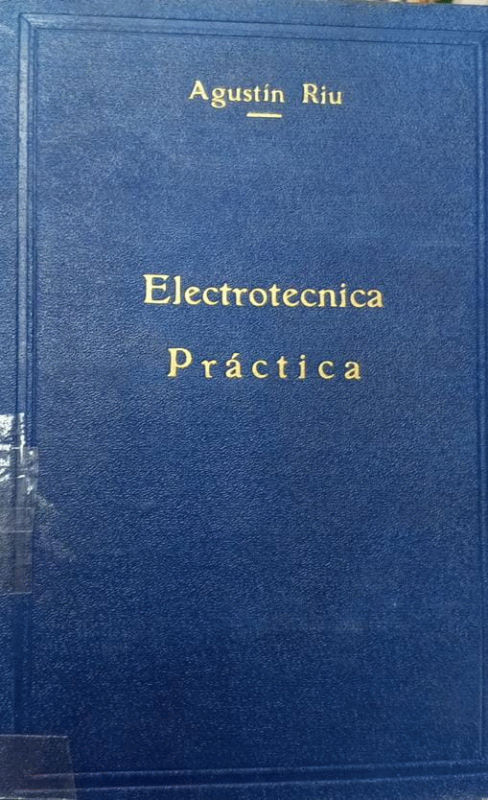 Agustín Riu
Electrotecnica
Práctica